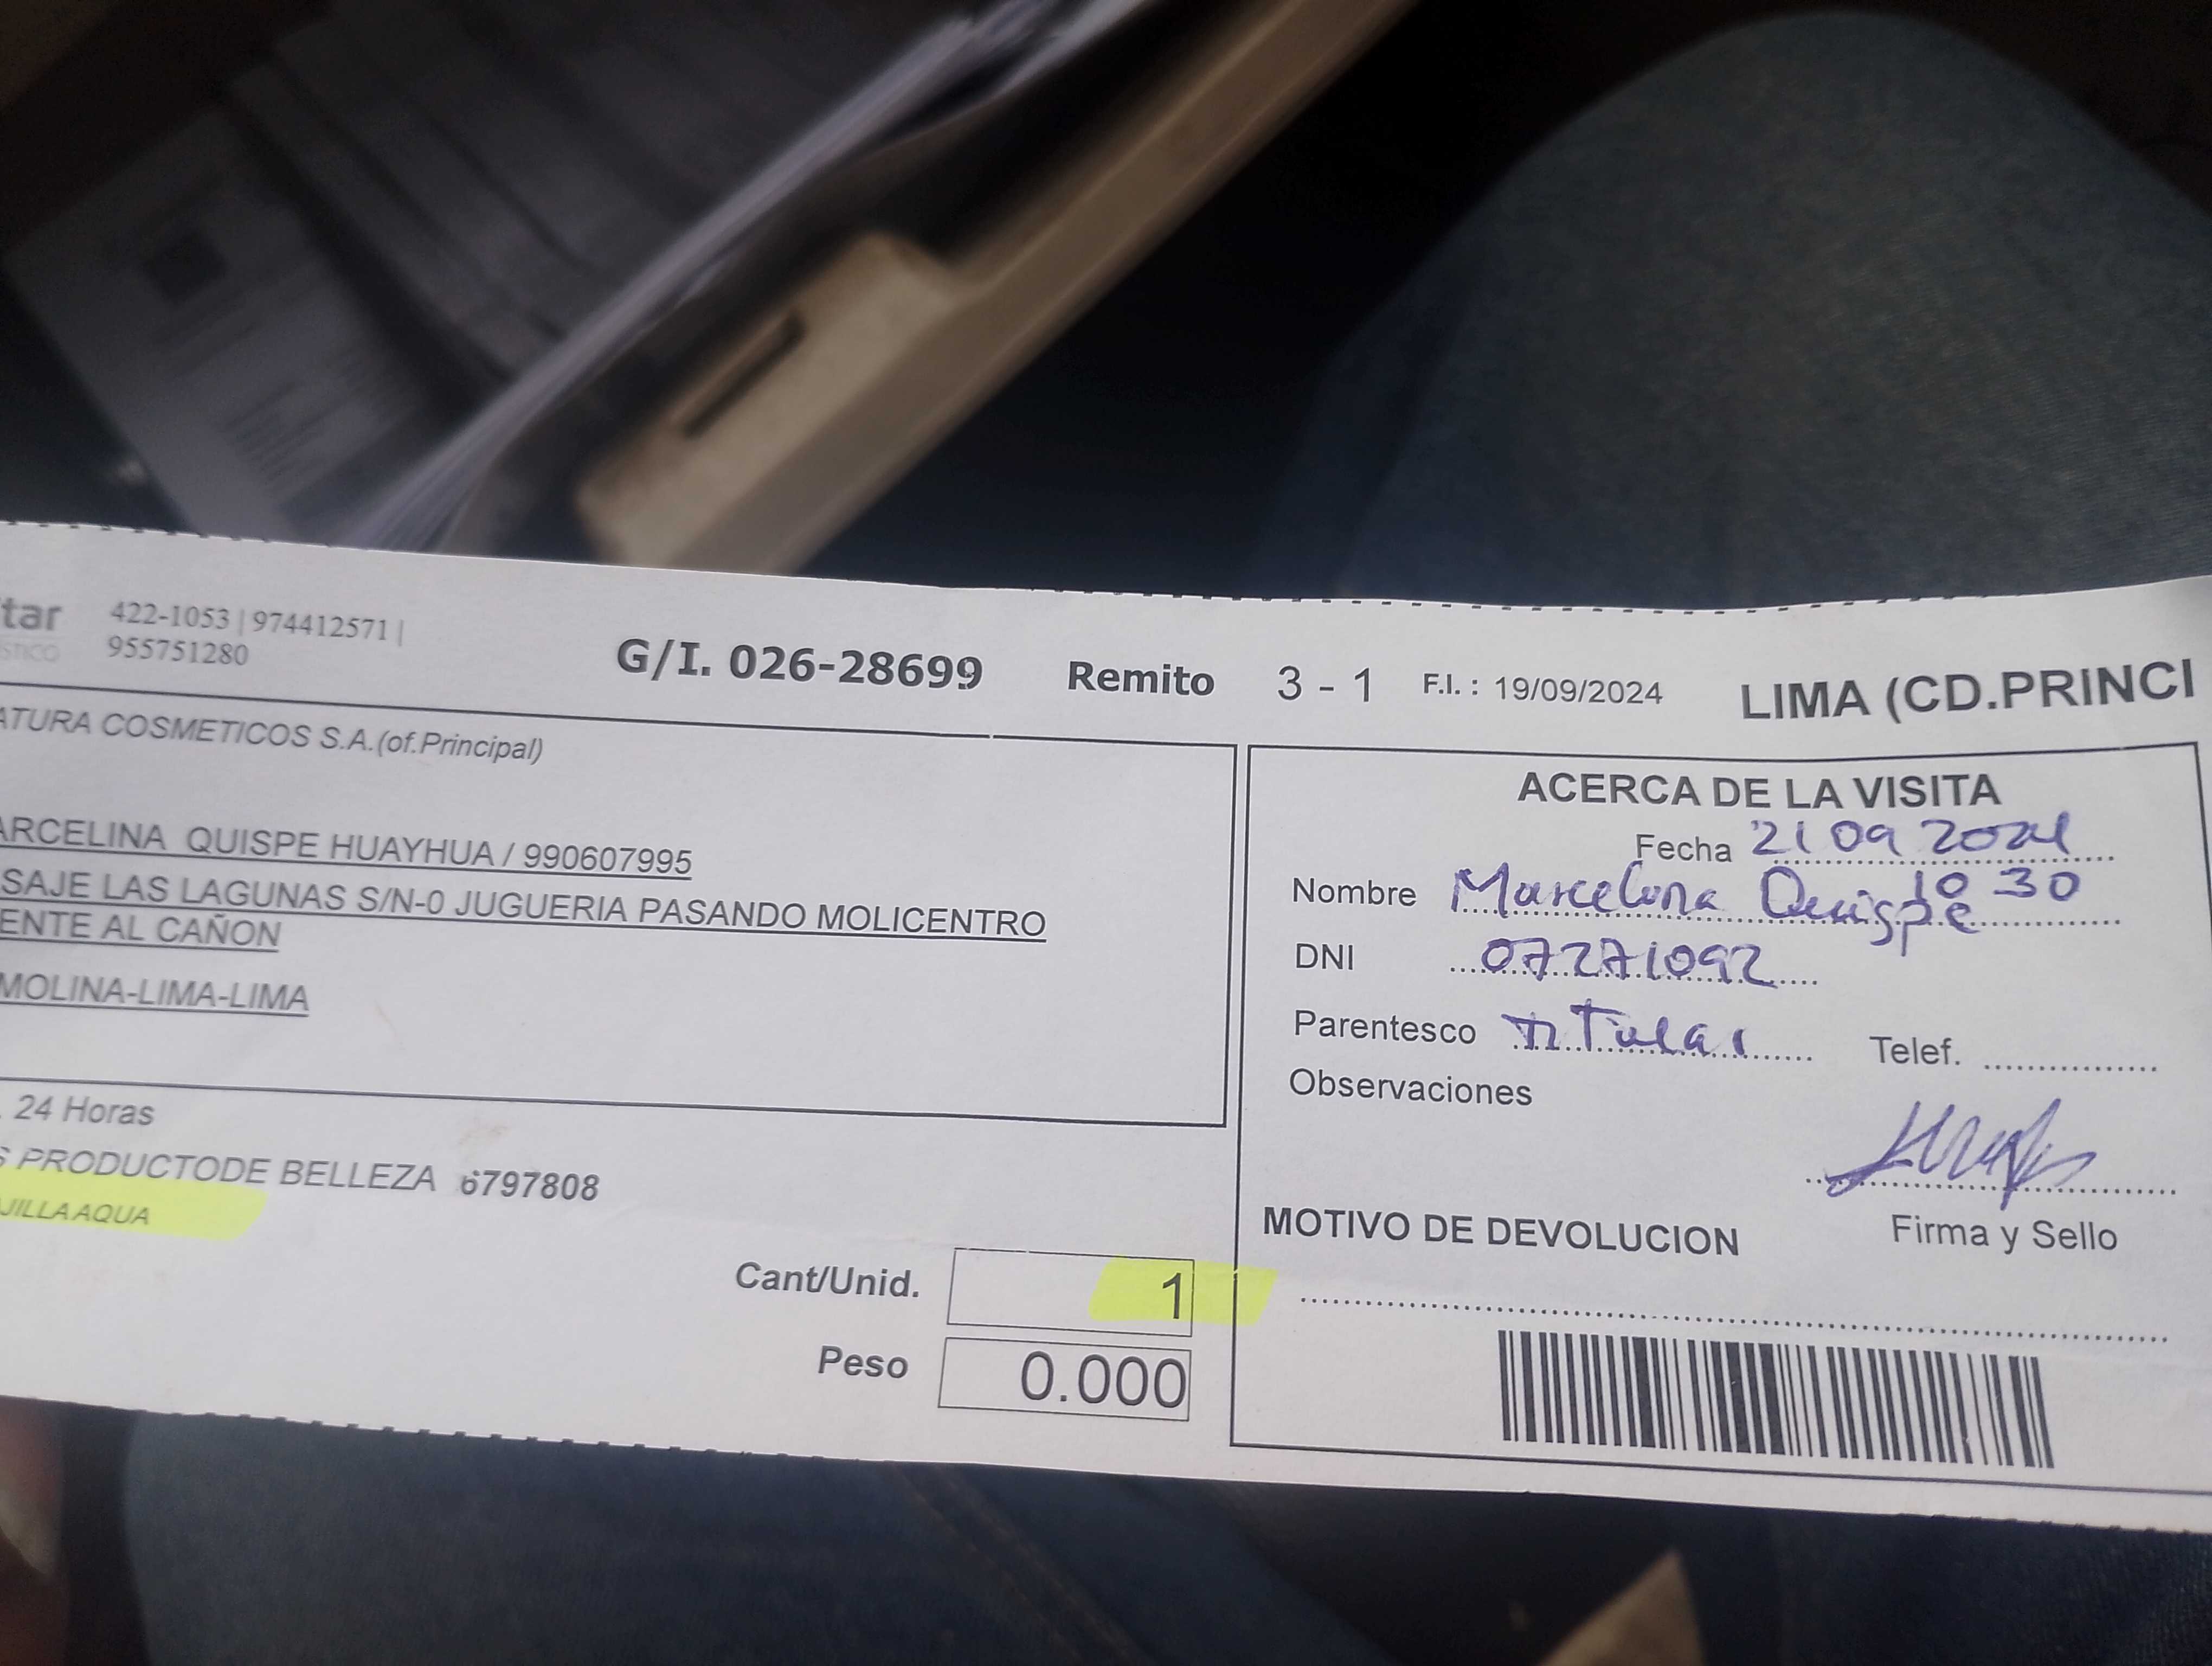 tar 422-1053 | 974412571 |
STICO 955751280
G/I. 026-28699 Remito 3 - 1 F.I. : 19/09/2024 LIMA (CD.PRINCI
ATURA COSMETICOS S.A.(of.Principal)
ARCELINA QUISPE HUAYHUA / 990607995
SAJE LAS LAGUNAS S/N-0 JUGUERIA PASANDO MOLICENTRO
ENTE AL CAÑON
MOLINA-LIMA-LIMA
. 24 Horas
S PRODUCTODE BELLEZA 6797808
JILLAAQUA
Cant/Unid. 1
Peso 0.000
ACERCA DE LA VISITA
Fecha 21 09 2024
10 30
Nombre Marcelina Quispe
DNI 07271092
Parentesco Titular Telef.
Observaciones
Firma y Sello
MOTIVO DE DEVOLUCION